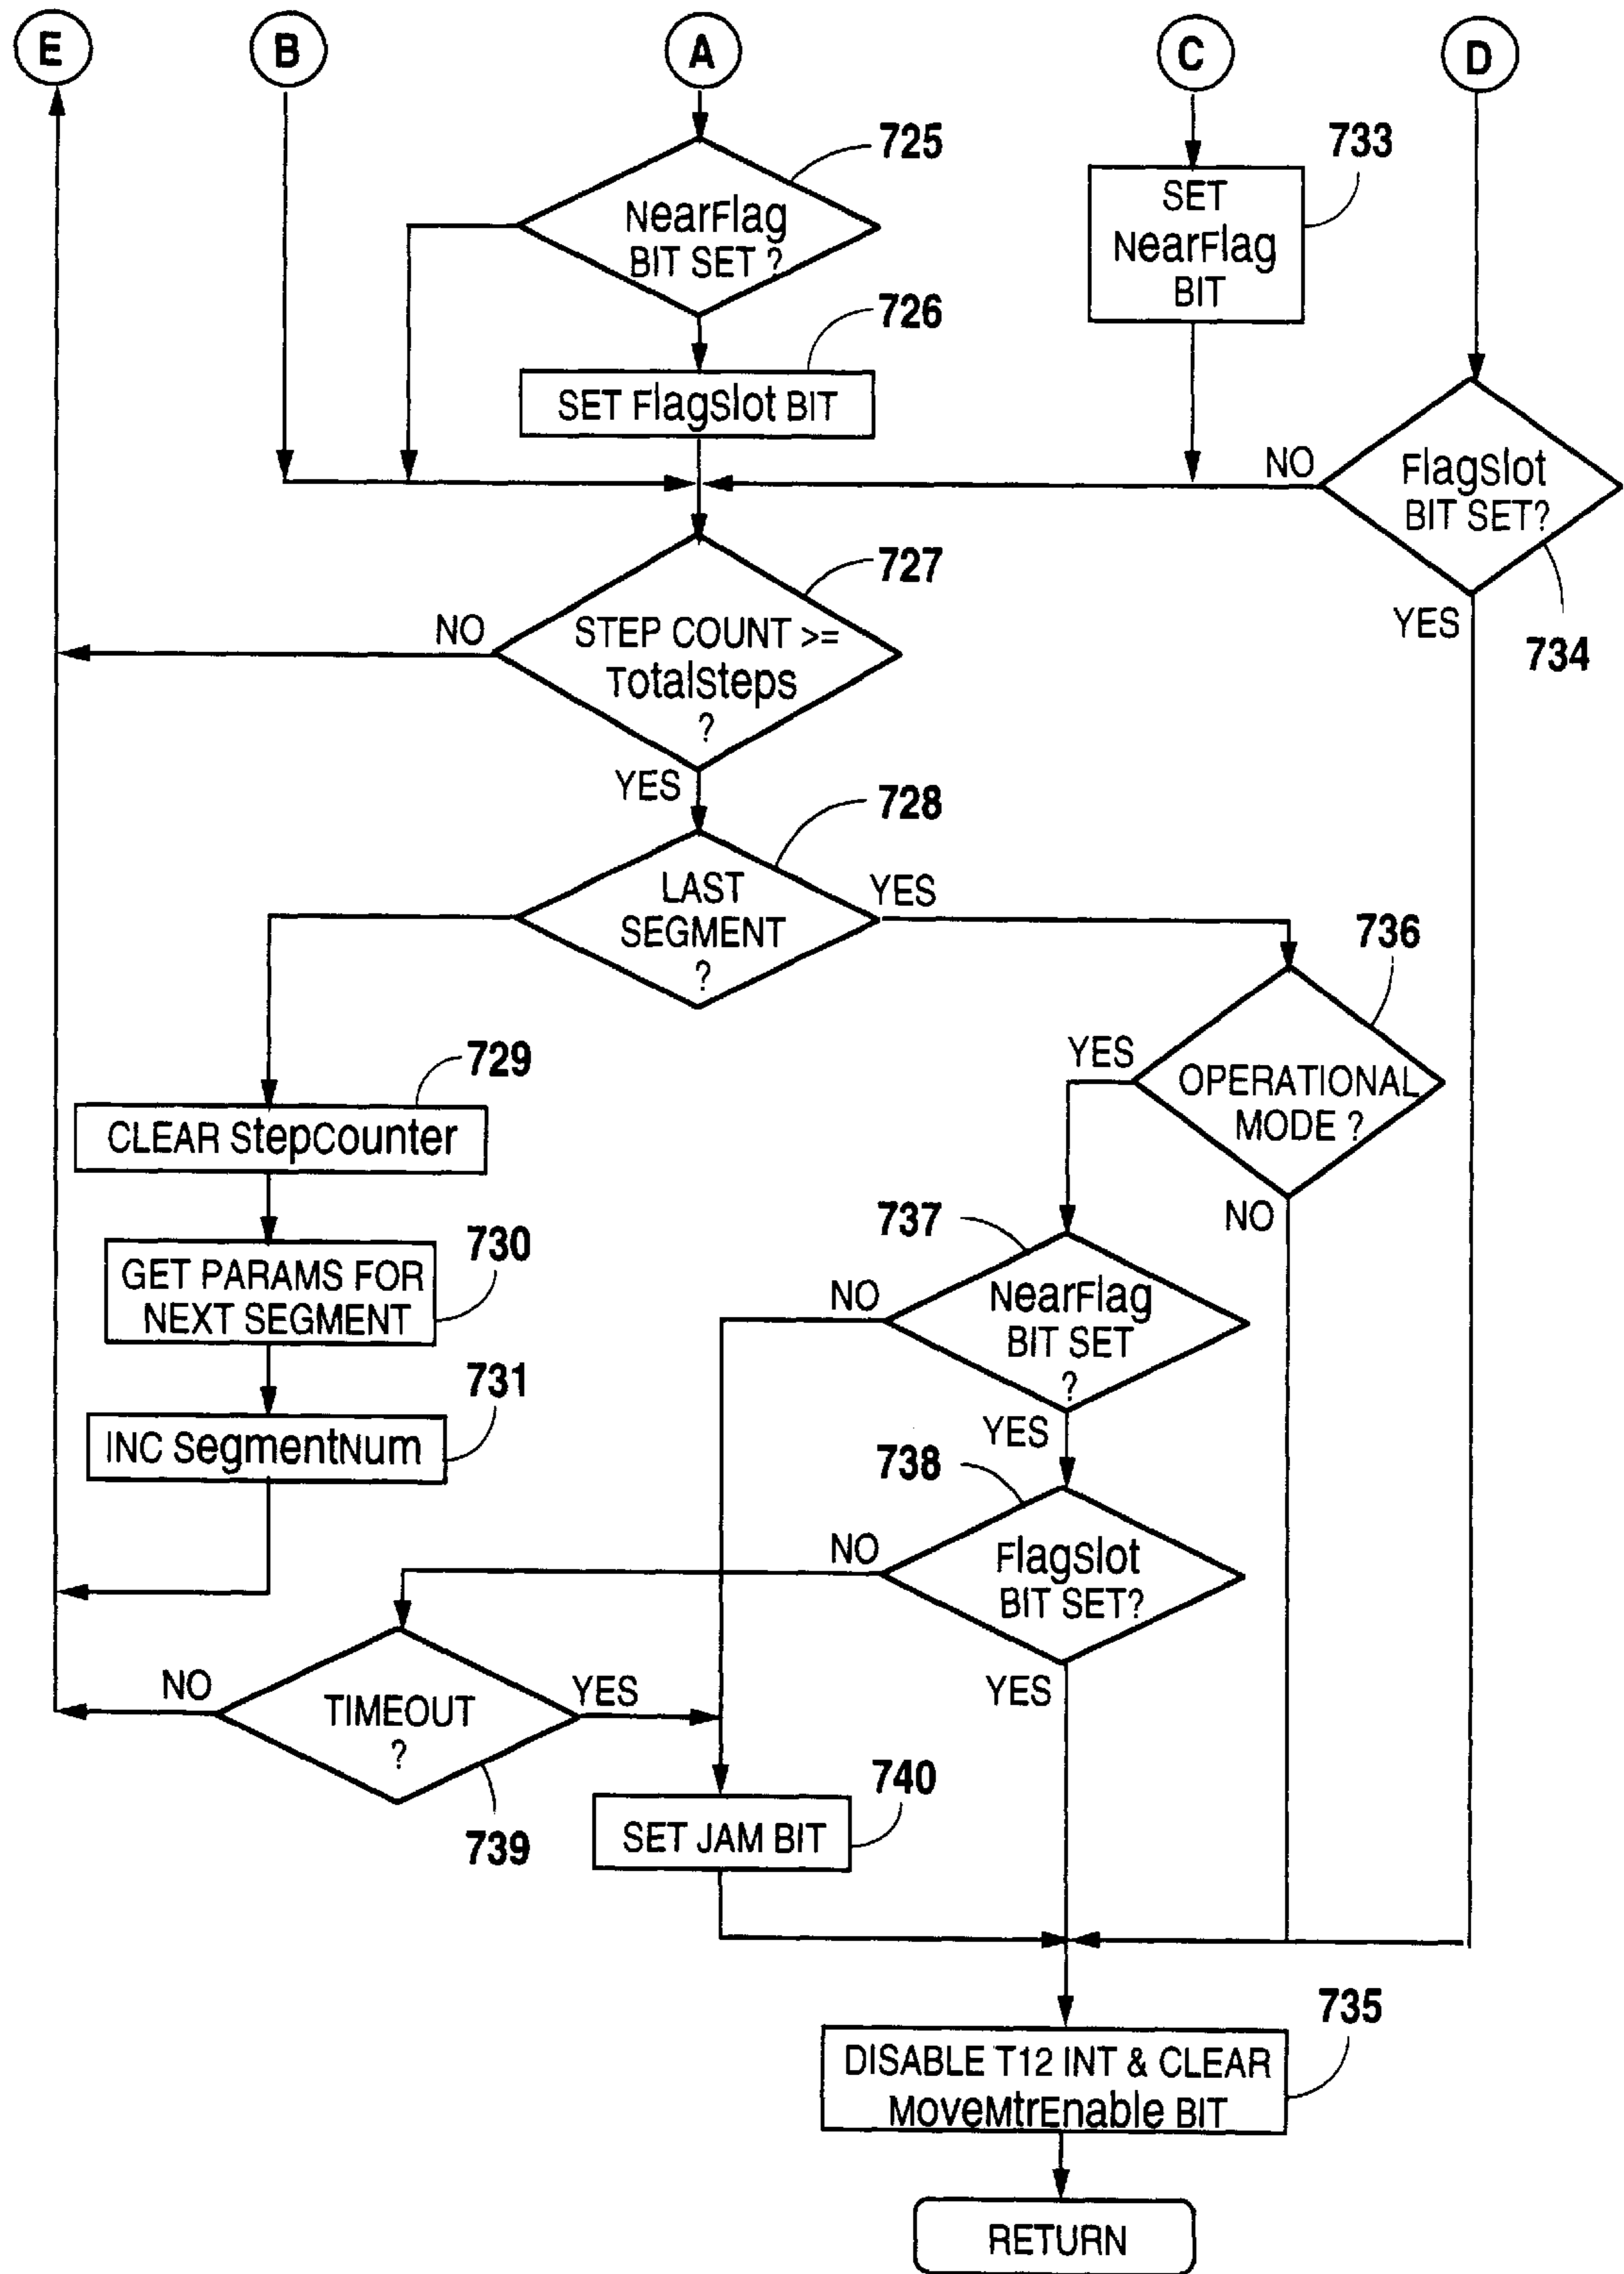 E
B
A
C
D
725
NearFlag
BIT SET ?
733
SET
NearFlag
BIT
726
SET FlagSlot BIT
NO
FlagSlot
BIT SET?
YES
734
727
NO
STEP COUNT >=
TotalSteps
?
YES
728
LAST
SEGMENT
?
YES
736
YES
OPERATIONAL
MODE ?
NO
729
CLEAR StepCounter
730
GET PARAMS FOR
NEXT SEGMENT
731
INC SegmentNum
737
NO
NearFlag
BIT SET
?
YES
738
NO
FlagSlot
BIT SET?
YES
NO
TIMEOUT
?
YES
739
740
SET JAM BIT
735
DISABLE T12 INT & CLEAR
MoveMtrEnable BIT
RETURN